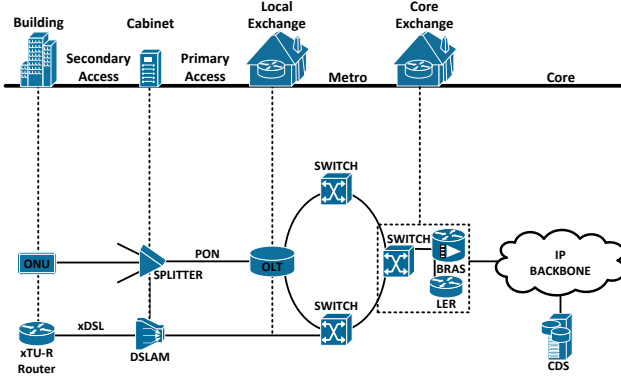 Building
Cabinet
Local
Exchange
Core
Exchange
Secondary
Access
Primary
Access
Metro
Core
SWITCH
PON
SWITCH
ONU
SPLITTER
OLT
BRAS
IP
BACKBONE
LER
SWITCH
xDSL
xTU-R
Router
DSLAM
CDS